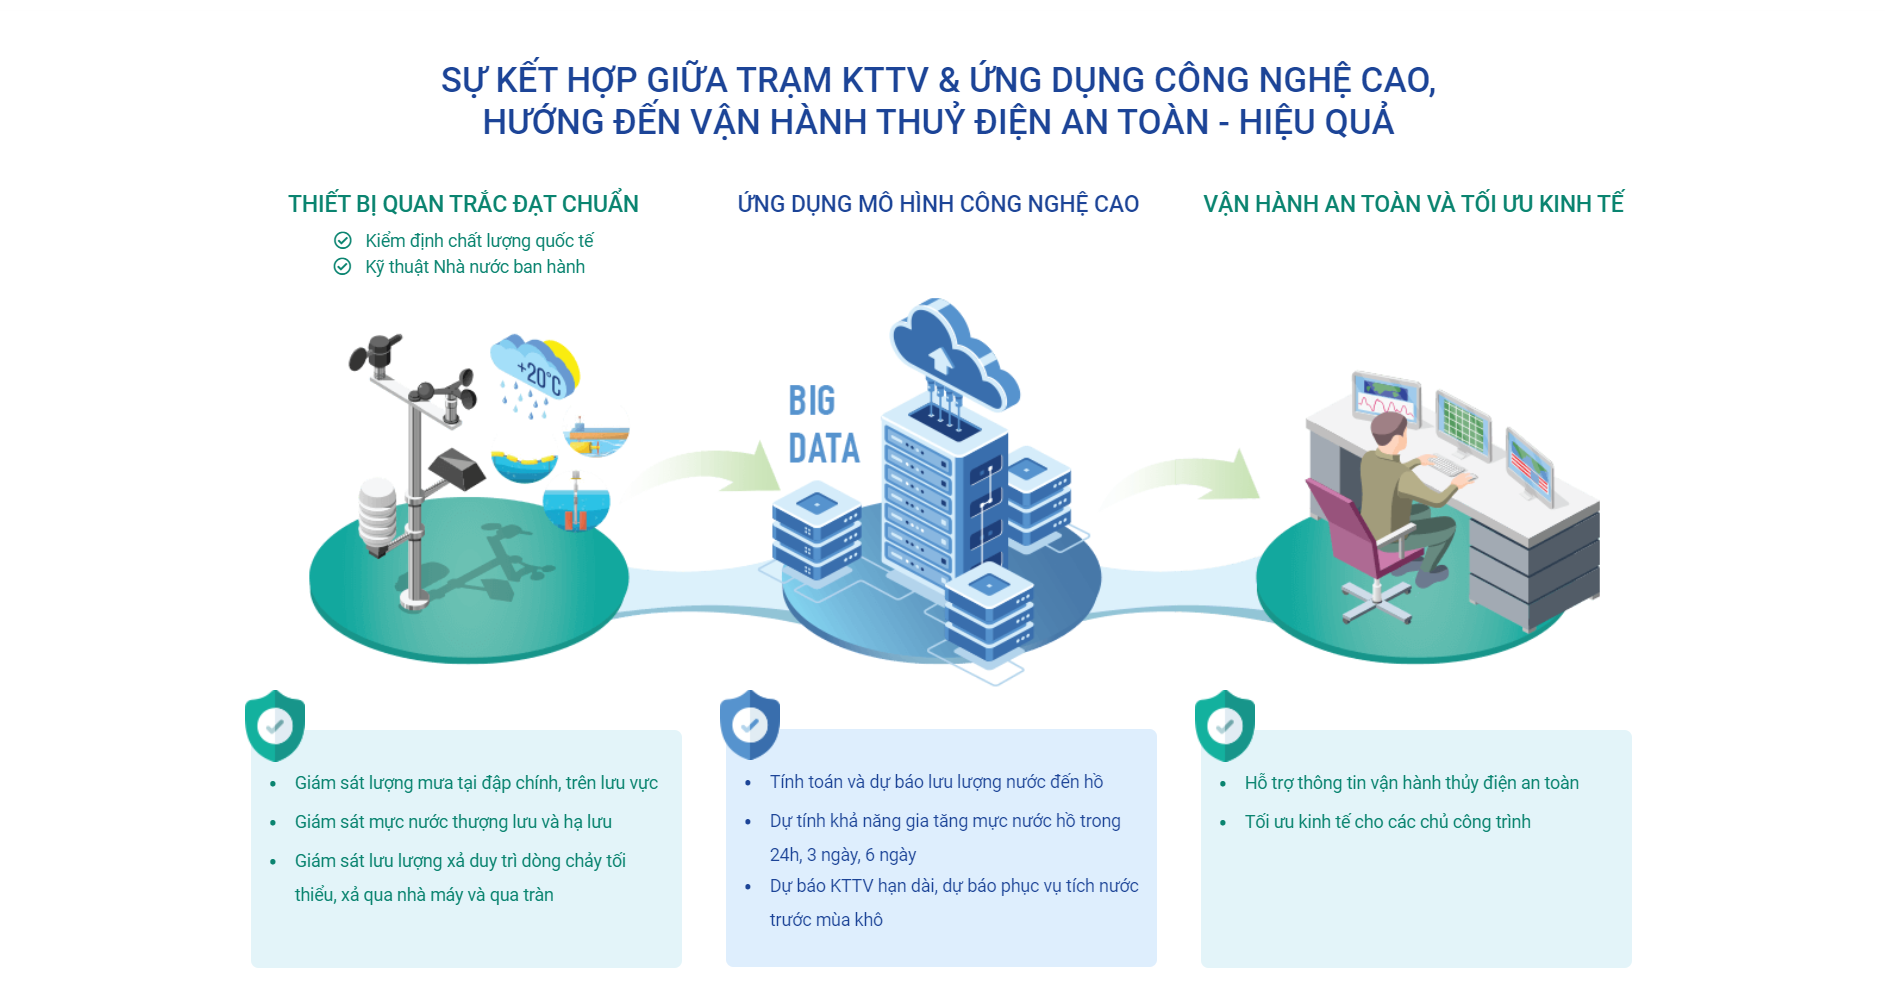 SỰ KẾT HỢP GIỮA TRẠM KTTV & ỨNG DỤNG CÔNG NGHỆ CAO,
HƯỚNG ĐẾN VẬN HÀNH THUỶ ĐIỆN AN TOÀN - HIỆU QUẢ
THIẾT BỊ QUAN TRẮC ĐẠT CHUẨN
Kiểm định chất lượng quốc tế
Kỹ thuật Nhà nước ban hành
+20°C
ỨNG DỤNG MÔ HÌNH CÔNG NGHỆ CAO
BIG
DATA
VẬN HÀNH AN TOÀN VÀ TỐI ƯU KINH TẾ
• Giám sát lượng mưa tại đập chính, trên lưu vực
• Giám sát mực nước thượng lưu và hạ lưu
• Giám sát lưu lượng xả duy trì dòng chảy tối
thiểu, xả qua nhà máy và qua tràn
• Tính toán và dự báo lưu lượng nước đến hồ
• Dự tính khả năng gia tăng mực nước hồ trong
24h, 3 ngày, 6 ngày
• Dự báo KTTV hạn dài, dự báo phục vụ tích nước
trước mùa khô
• Hỗ trợ thông tin vận hành thủy điện an toàn
• Tối ưu kinh tế cho các chủ công trình